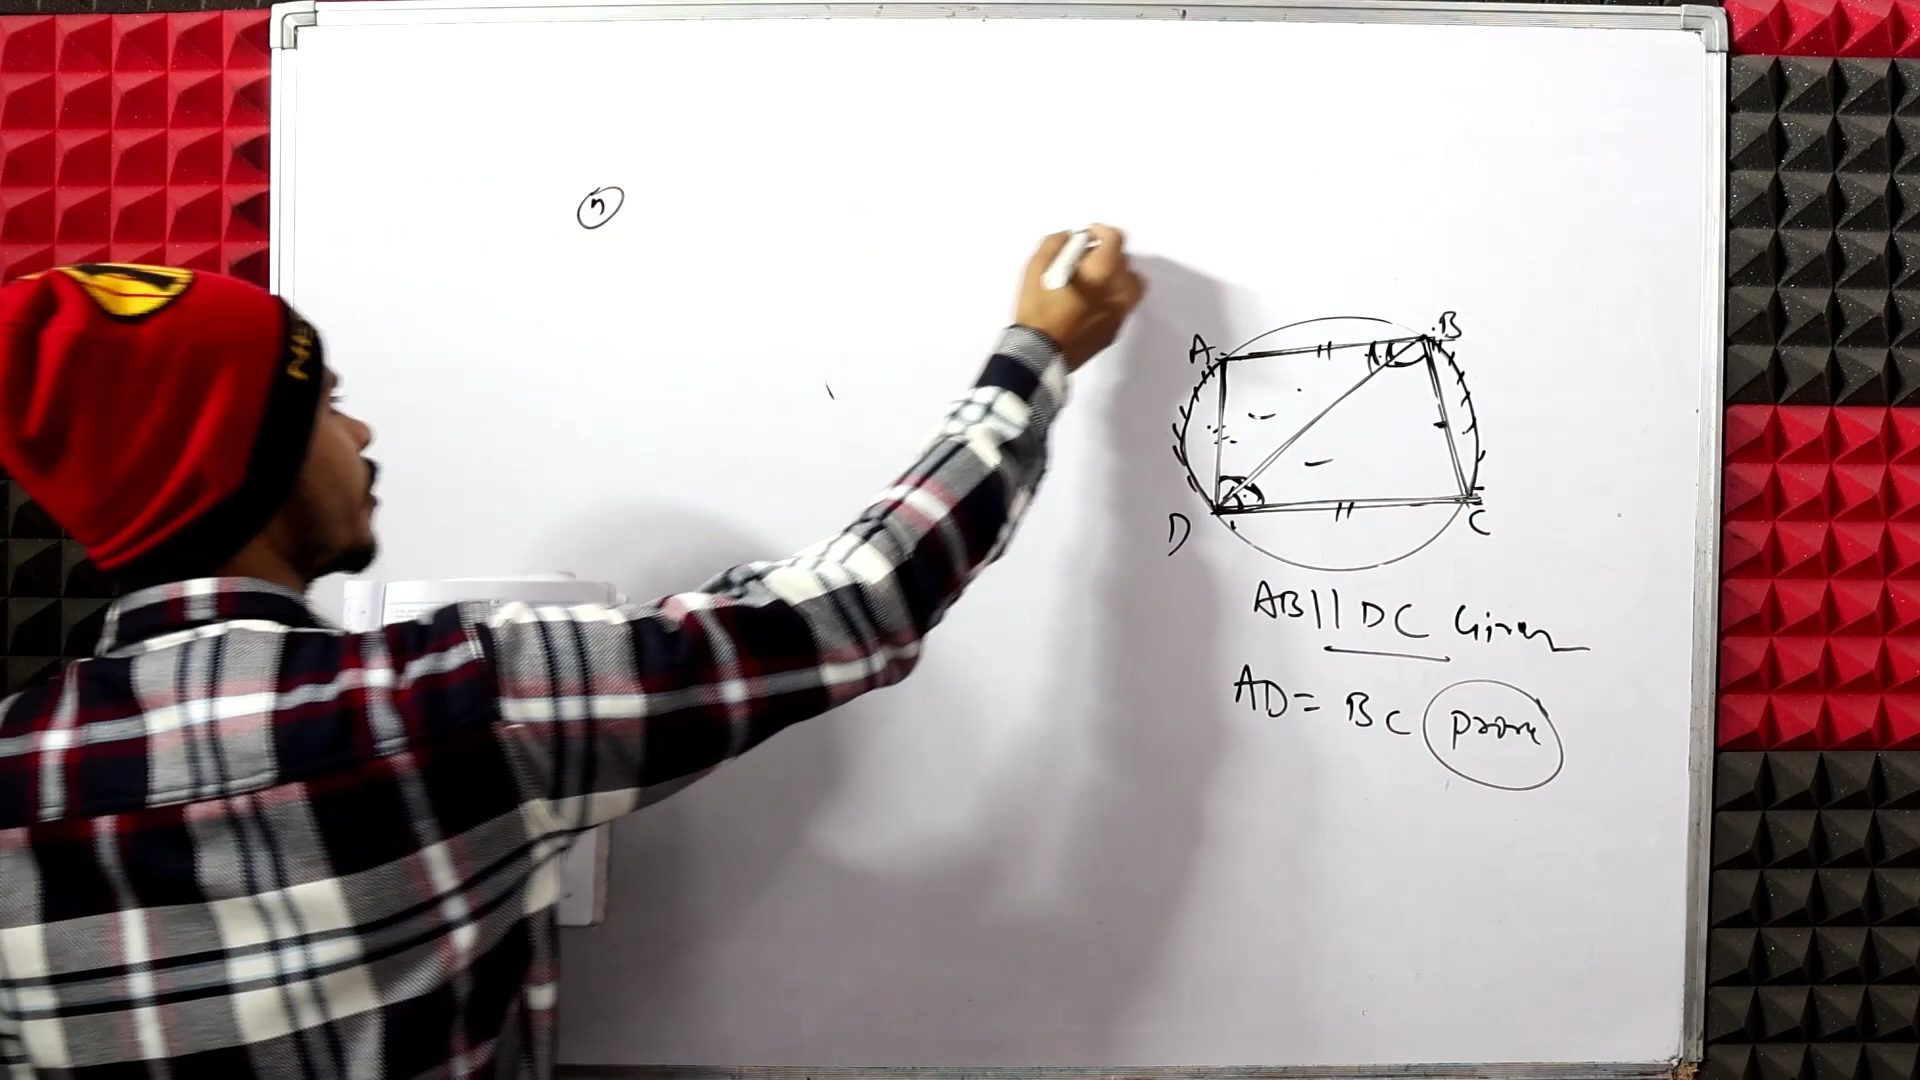 A
B
D
C
AB || DC Given
AD = BC prove